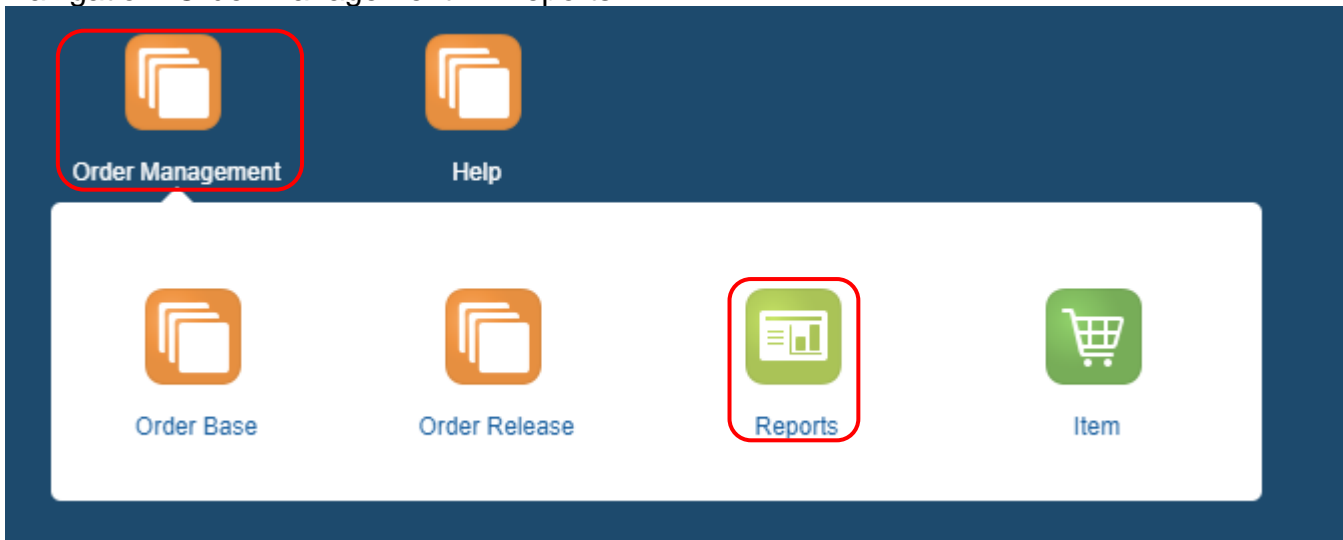 Order Management
Help
Order Base
Order Release
Reports
Item